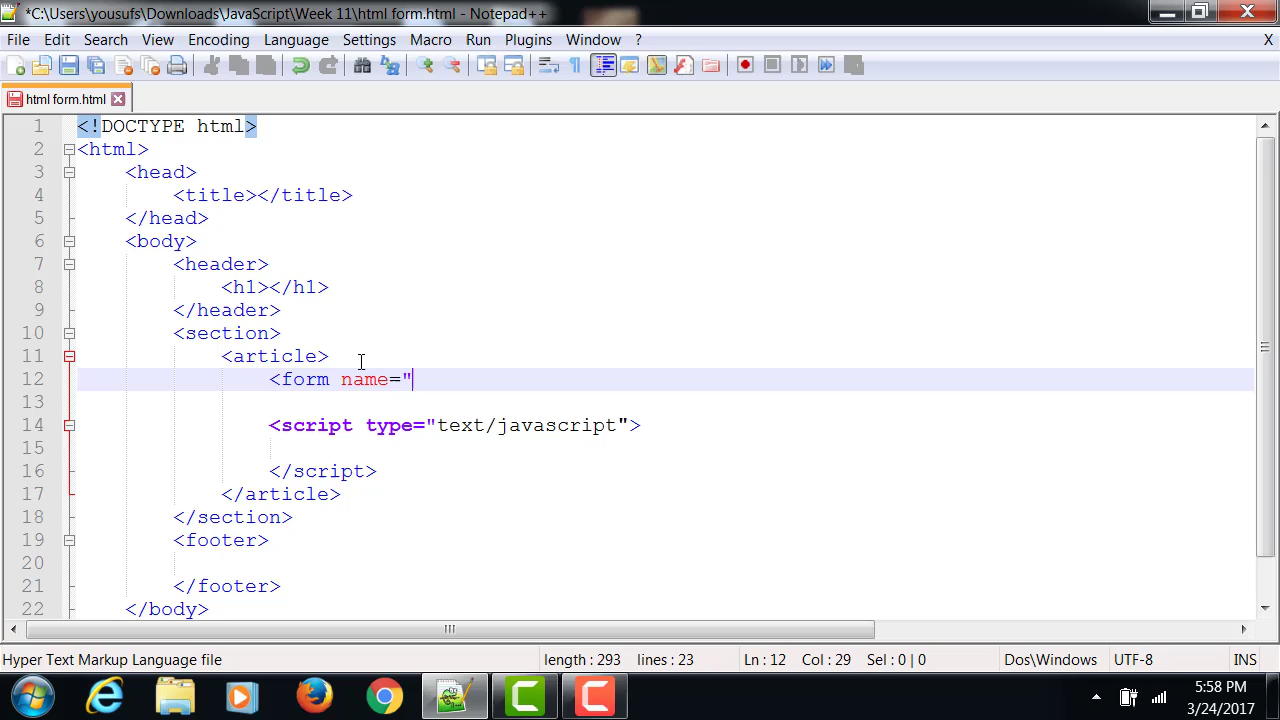 *C:\Users\yousufs\Downloads\JavaScript\Week 11\html form.html - Notepad++
File Edit Search View Encoding Language Settings Macro Run Plugins Window ? X
html form.html
1 <!DOCTYPE html>
2 <html>
3 <head>
4 <title></title>
5 </head>
6 <body>
7 <header>
8 <h1></h1>
9 </header>
10 <section>
11 <article>
12 <form name="
13
14 <script type="text/javascript">
15
16 </script>
17 </article>
18 </section>
19 <footer>
20
21 </footer>
22 </body>
Hyper Text Markup Language file length : 293 lines : 23 Ln : 12 Col : 29 Sel : 0 | 0 Dos\Windows UTF-8 INS
5:58 PM
3/24/2017